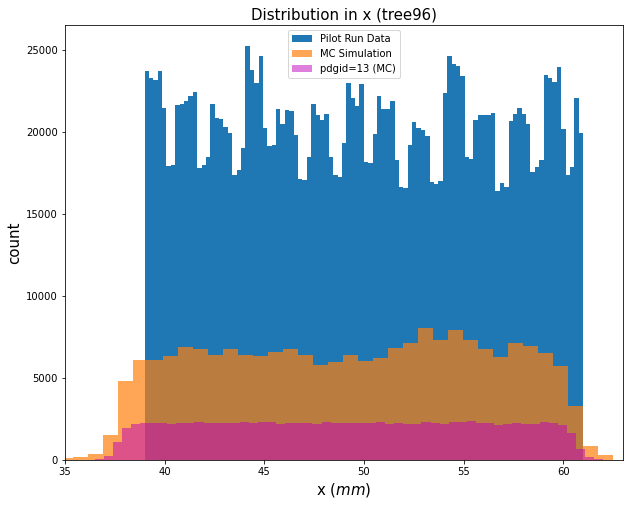 Distribution in x (tree96)
Pilot Run Data
MC Simulation
pdgid=13 (MC)
count
25000
20000
15000
10000
5000
0
35
40
45
50
55
60
x (mm)